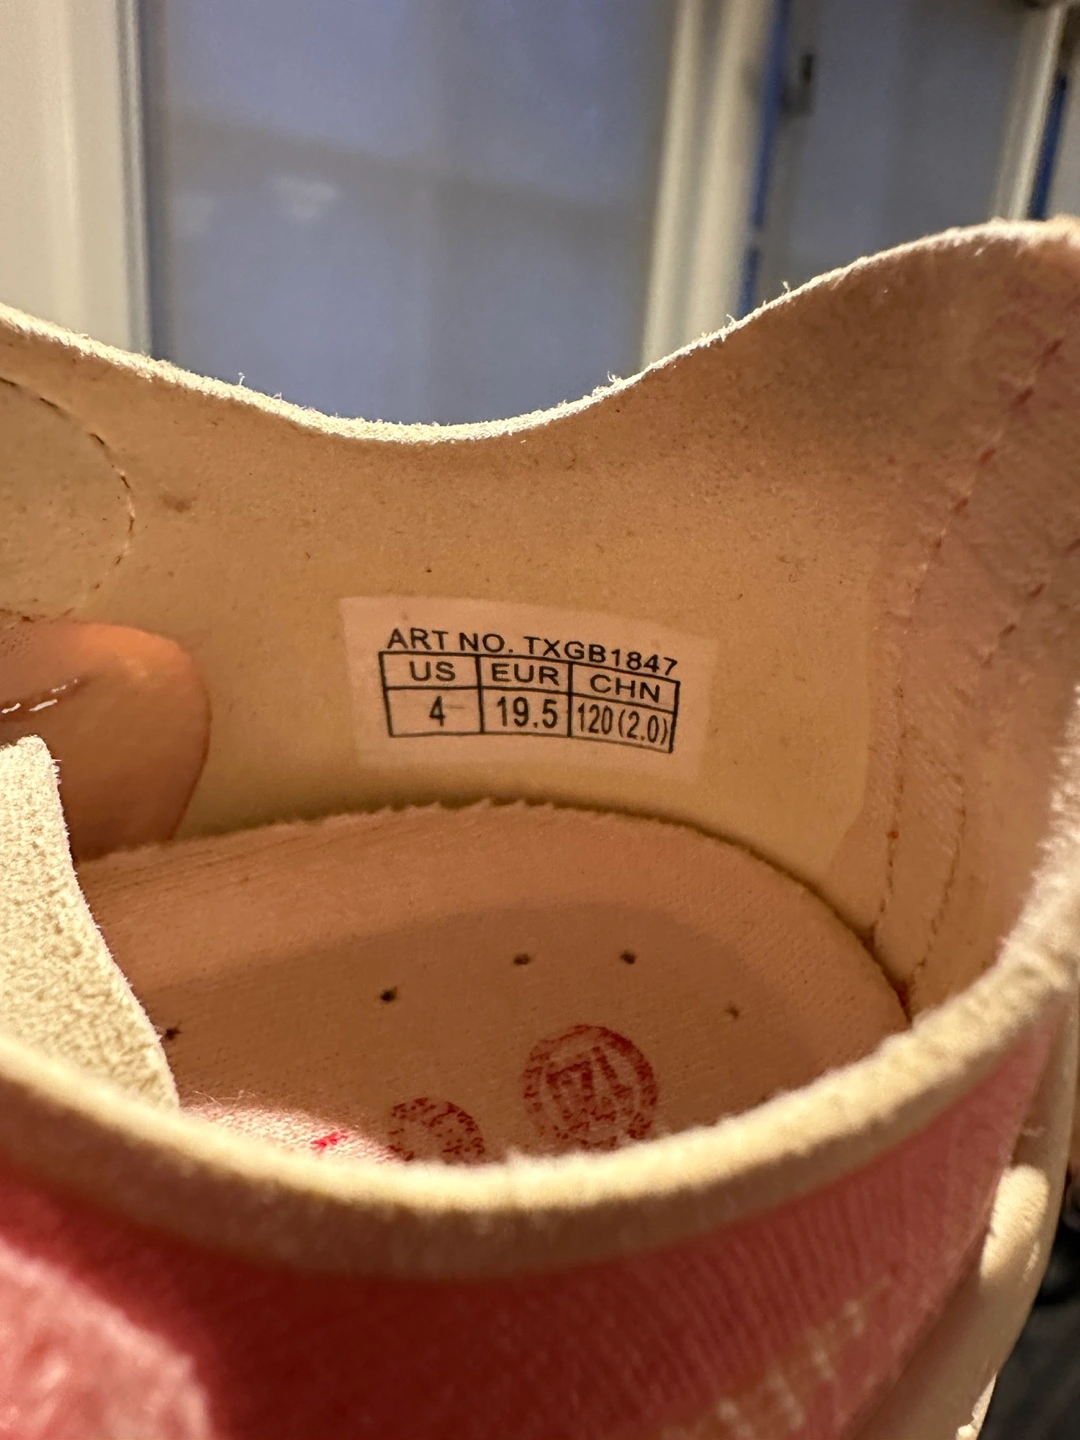 ART NO. TXGB1847
US EUR CHN
4 19.5 120(2.0)